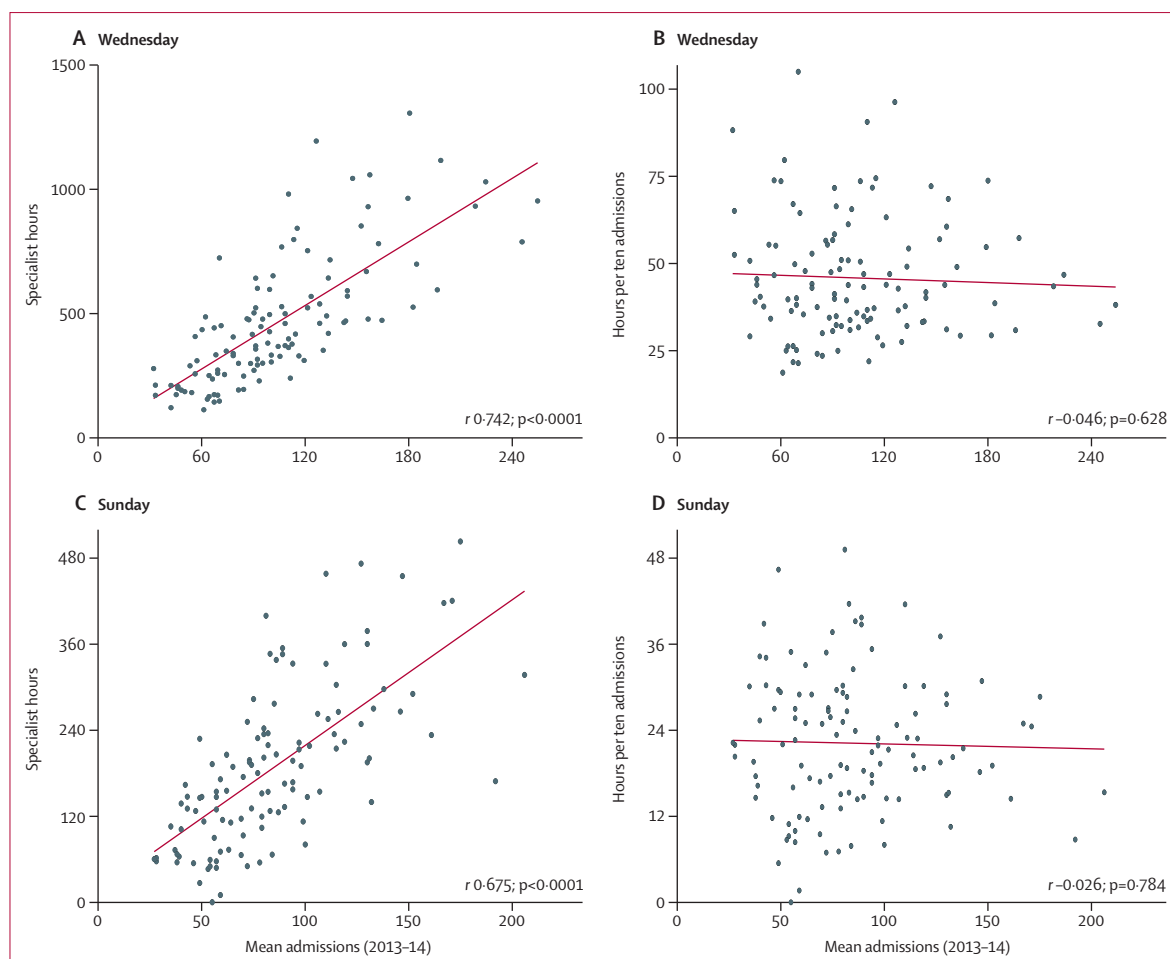 A Wednesday
Specialist hours
1500
1000
500
0
0
60
120
180
240
r 0·742; p<0·0001
B Wednesday
Hours per ten admissions
100
75
50
25
0
0
60
120
180
240
r –0·046; p=0·628
C Sunday
Specialist hours
480
360
240
120
0
0
50
100
150
200
Mean admissions (2013–14)
r 0·675; p<0·0001
D Sunday
Hours per ten admissions
48
36
24
12
0
0
50
100
150
200
Mean admissions (2013–14)
r –0·026; p=0·784